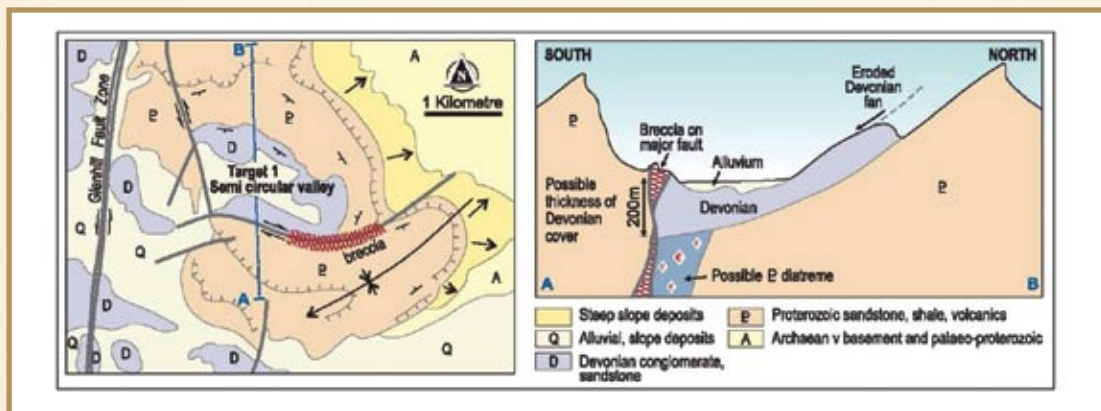 D
B
A
N
1 Kilometre
Glenhill Fault Zone
P
P
D
D
Target 1
Semi circular valley
Q
Q
breccia
Q
P
A
A
D
Q
Q
D
D
D
Q
SOUTH
NORTH
Eroded
Devonian
fan
P
Breccia on
major fault
Alluvium
Possible
thickness of
Devonian
cover
200m
Devonian
P
Possible P diatreme
A
B
Steep slope deposits
Q Alluvial, slope deposits
D Devonian conglomerate,
sandstone
P Proterozoic sandstone, shale, volcanics
A Archaean v basement and palaeo-proterozoic